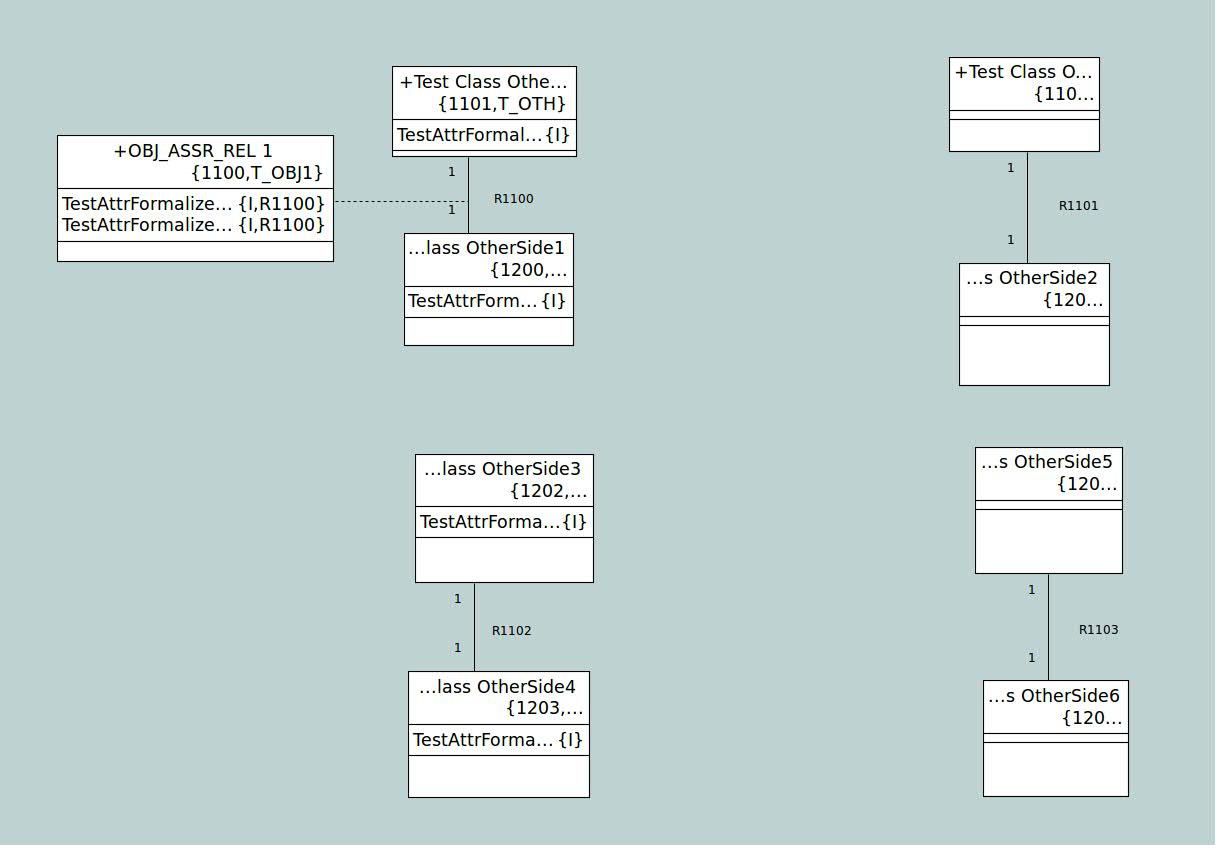 +Test Class Othe...
{1101,T_OTH}
TestAttrFormal... {I}
+OBJ_ASSR_REL 1
{1100,T_OBJ1}
TestAttrFormalize... {I,R1100}
TestAttrFormalize... {I,R1100}
1
R1100
1
...lass OtherSide1
{1200,...
TestAttrForm... {I}
+Test Class O...
{110...
1
R1101
1
...s OtherSide2
{120...
...lass OtherSide3
{1202,...
TestAttrForma...{I}
1
R1102
1
...lass OtherSide4
{1203,...
TestAttrForma... {I}
...s OtherSide5
{120...
1
R1103
1
...s OtherSide6
{120...